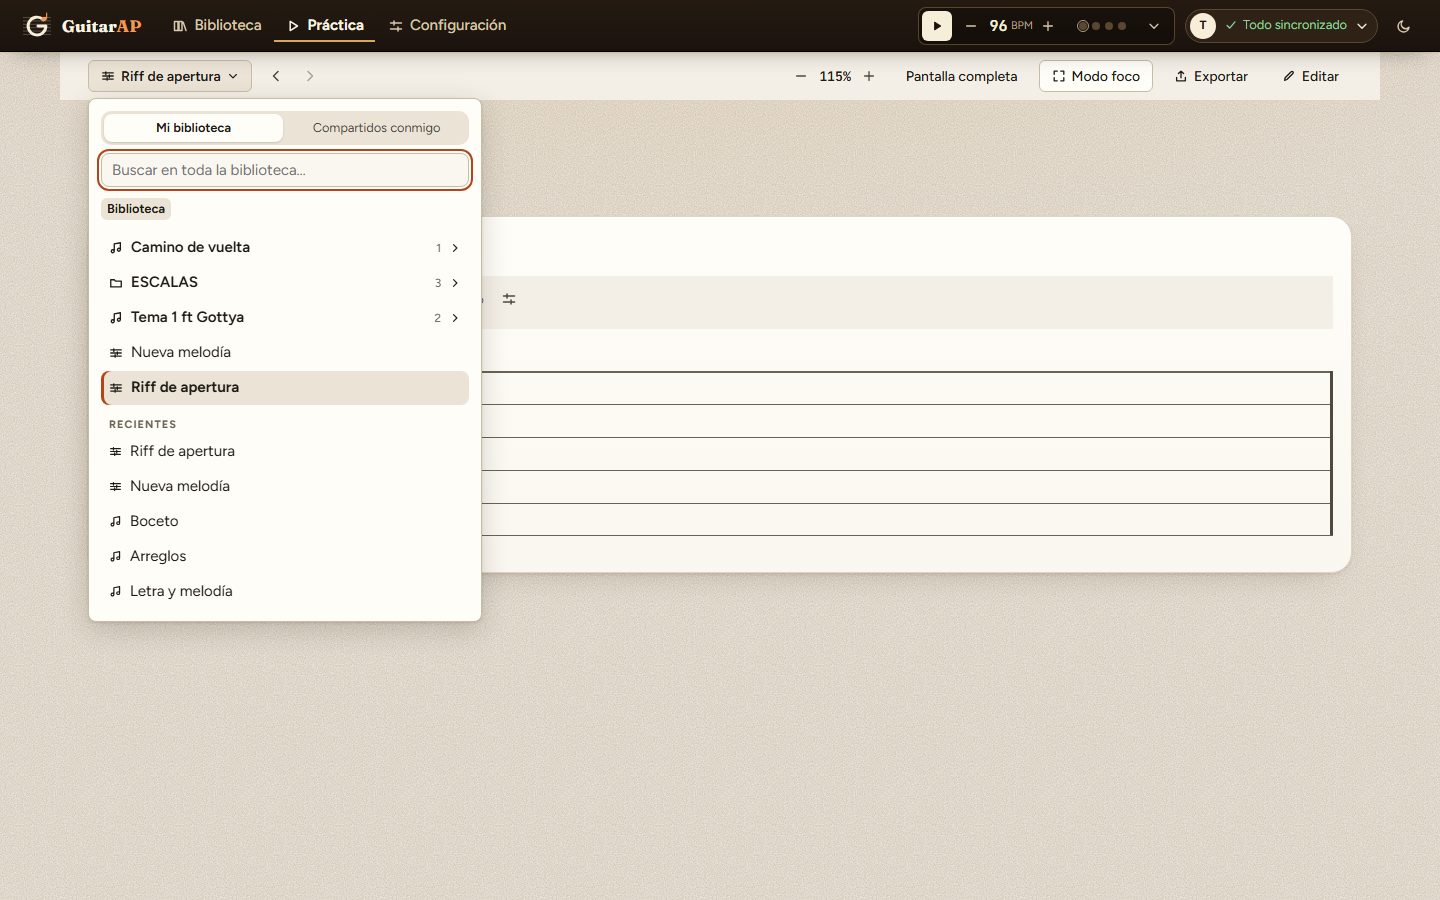 GuitarAP
Biblioteca
Práctica
Configuración
96 BPM
T
Todo sincronizado
Riff de apertura
115%
Pantalla completa
Modo foco
Exportar
Editar
Mi biblioteca
Compartidos conmigo
Buscar en toda la biblioteca...
Biblioteca
Camino de vuelta 1
ESCALAS 3
Tema 1 ft Gottya 2
Nueva melodía
Riff de apertura
RECIENTES
Riff de apertura
Nueva melodía
Boceto
Arreglos
Letra y melodía